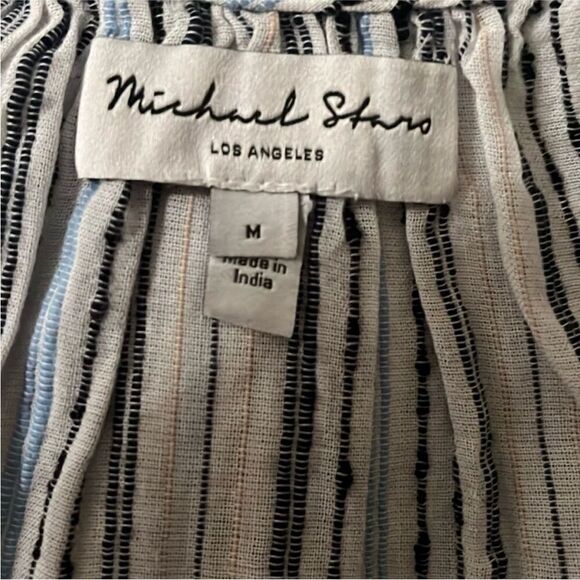 Michael Stars
LOS ANGELES
M
Made in
India